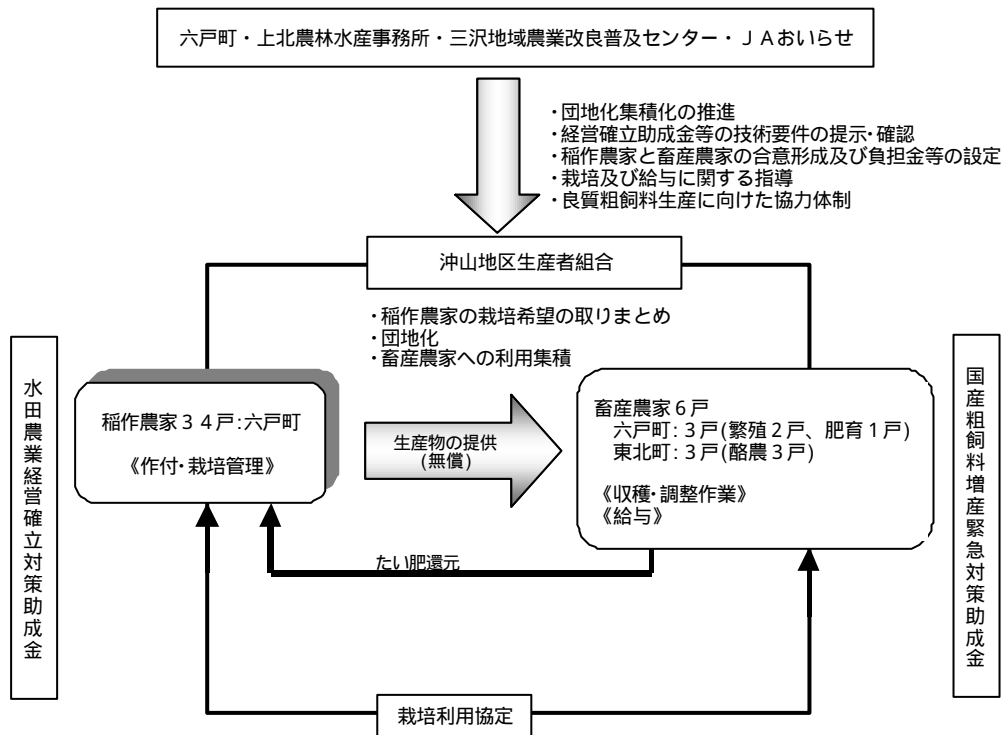 六戸町・上北農林水産事務所・三沢地域農業改良普及センター・ＪＡおいらせ
・団地化集積化の推進
・経営確立助成金等の技術要件の提示・確認
・稲作農家と畜産農家の合意形成及び負担金等の設定
・栽培及び給与に関する指導
・良質粗飼料生産に向けた協力体制
沖山地区生産者組合
・稲作農家の栽培希望の取りまとめ
・団地化
・畜産農家への利用集積
水田農業経営確立対策助成金
稲作農家３４戸：六戸町
《作付・栽培管理》
生産物の提供
(無償)
畜産農家６戸
六戸町：３戸(繁殖２戸、肥育１戸)
東北町：３戸(酪農３戸)
《収穫・調整作業》
《給与》
国産粗飼料増産緊急対策助成金
たい肥還元
栽培利用協定